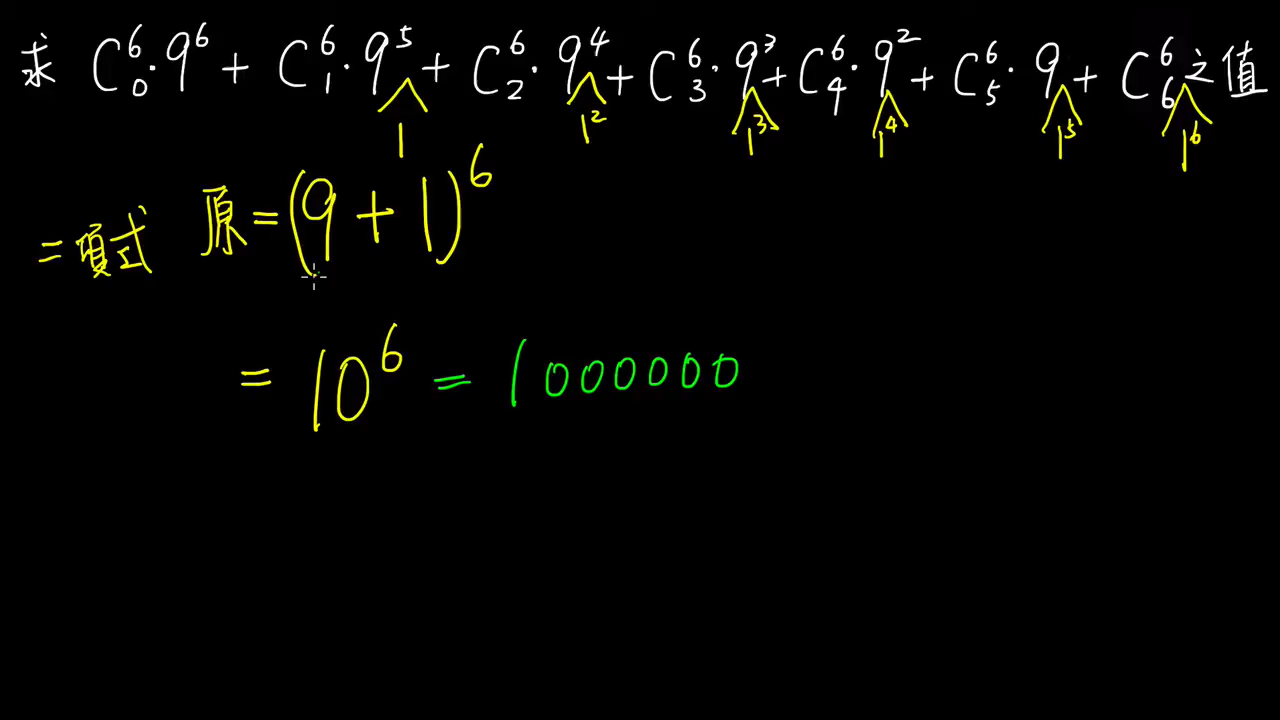 求 C⁶₀·9⁶ + C⁶₁·9⁵ + C⁶₂·9⁴ + C⁶₃·9³ + C⁶₄·9² + C⁶₅·9 + C⁶₆ 之值
1 1² 1³ 1⁴ 1⁵ 1⁶
二項式 原 = (9 + 1)⁶
= 10⁶ = 1000000